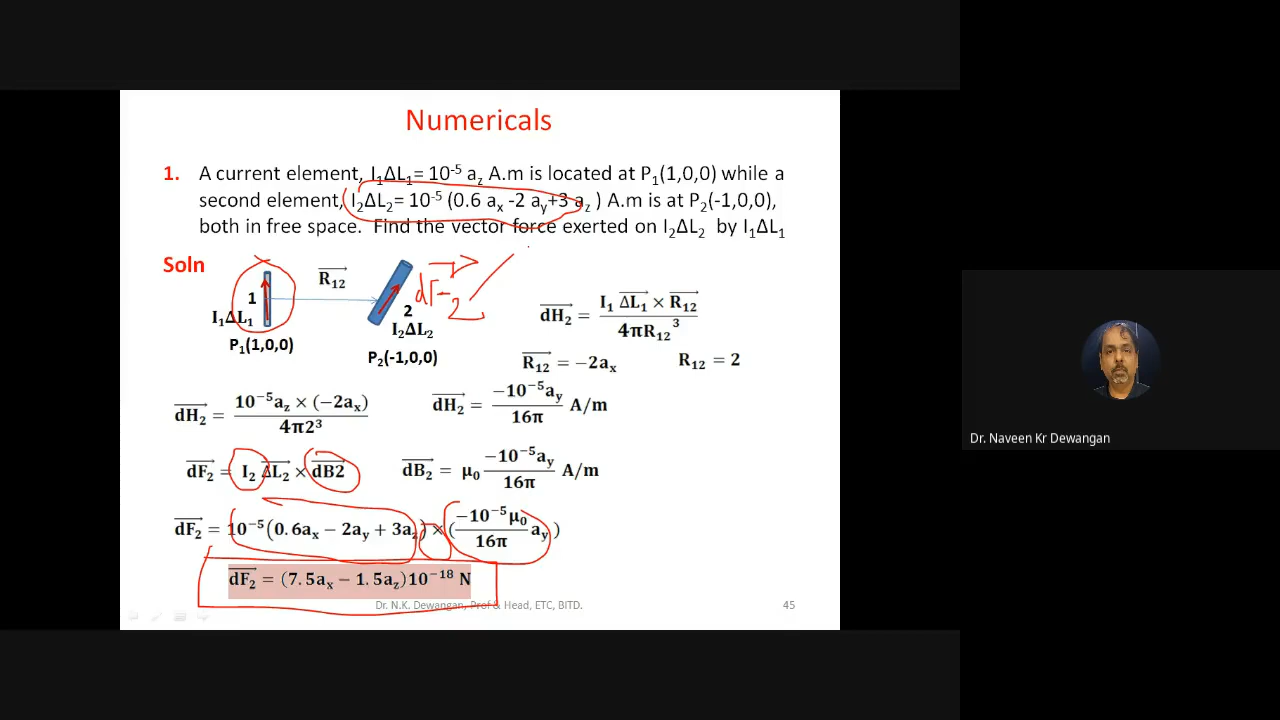 Numericals
1. A current element, I₁ΔL₁= 10⁻⁵ a_z A.m is located at P₁(1,0,0) while a
second element, I₂ΔL₂= 10⁻⁵ (0.6 a_x -2 a_y+3 a_z ) A.m is at P₂(-1,0,0),
both in free space. Find the vector force exerted on I₂ΔL₂ by I₁ΔL₁
Soln
1
I₁ΔL₁
P₁(1,0,0)
R₁₂
2
I₂ΔL₂
P₂(-1,0,0)
dF-2
dH₂ = I₁ ΔL₁ × R₁₂ / 4πR₁₂³
R₁₂ = −2a_x R₁₂ = 2
dH₂ = 10⁻⁵a_z × (−2a_x) / 4π2³ dH₂ = −10⁻⁵a_y / 16π A/m
dF₂ = I₂ ΔL₂ × dB2 dB₂ = μ₀ −10⁻⁵a_y / 16π A/m
dF₂ = 10⁻⁵(0.6a_x − 2a_y + 3a_z) × (−10⁻⁵μ₀ / 16π a_y)
dF₂ = (7.5a_x − 1.5a_z)10⁻¹⁸ N
Dr. N.K. Dewangan, Prof & Head, ETC, BITD. 45
Dr. Naveen Kr Dewangan